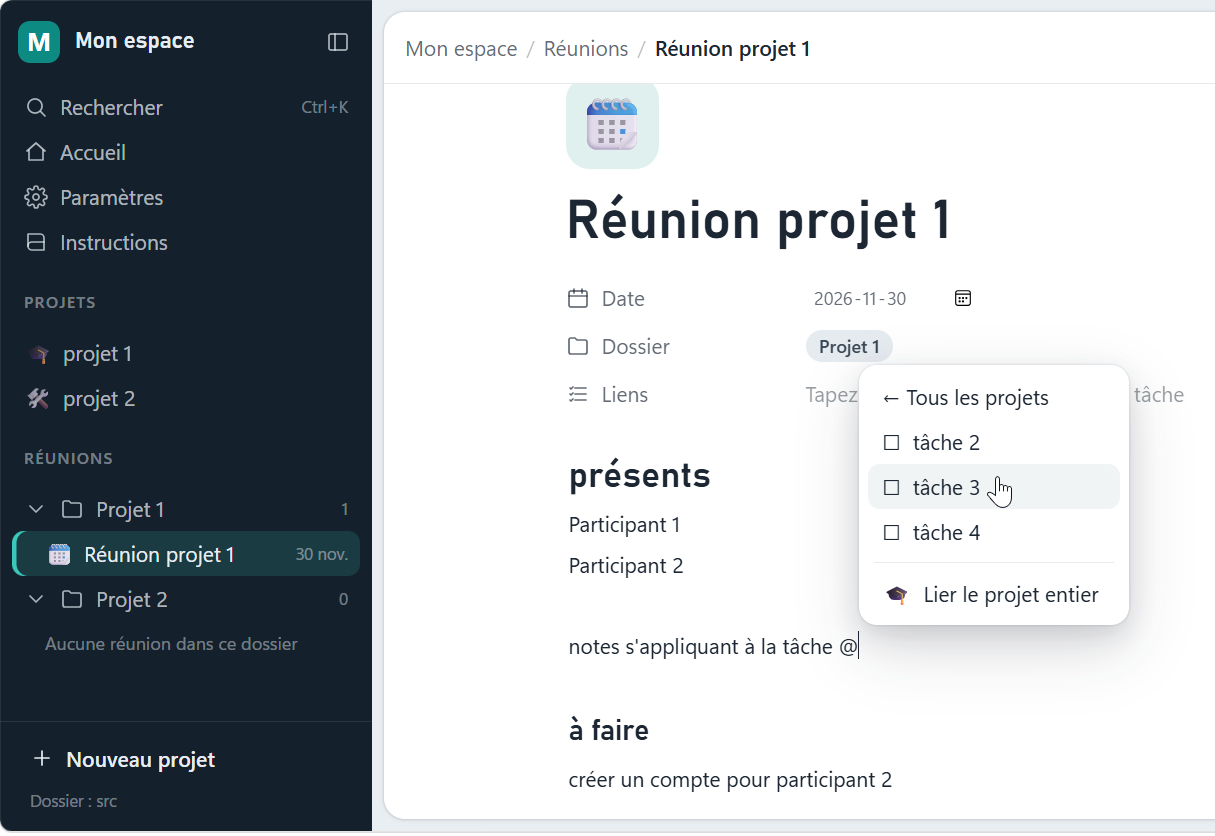 M Mon espace
Rechercher Ctrl+K
Accueil
Paramètres
Instructions
PROJETS
projet 1
projet 2
RÉUNIONS
Projet 1 1
Réunion projet 1 30 nov.
Projet 2 0
Aucune réunion dans ce dossier
+ Nouveau projet
Dossier : src
Mon espace / Réunions / Réunion projet 1
Réunion projet 1
Date 2026-11-30
Dossier Projet 1
Liens Tapez tâche
← Tous les projets
tâche 2
tâche 3
tâche 4
Lier le projet entier
présents
Participant 1
Participant 2
notes s'appliquant à la tâche @
à faire
créer un compte pour participant 2